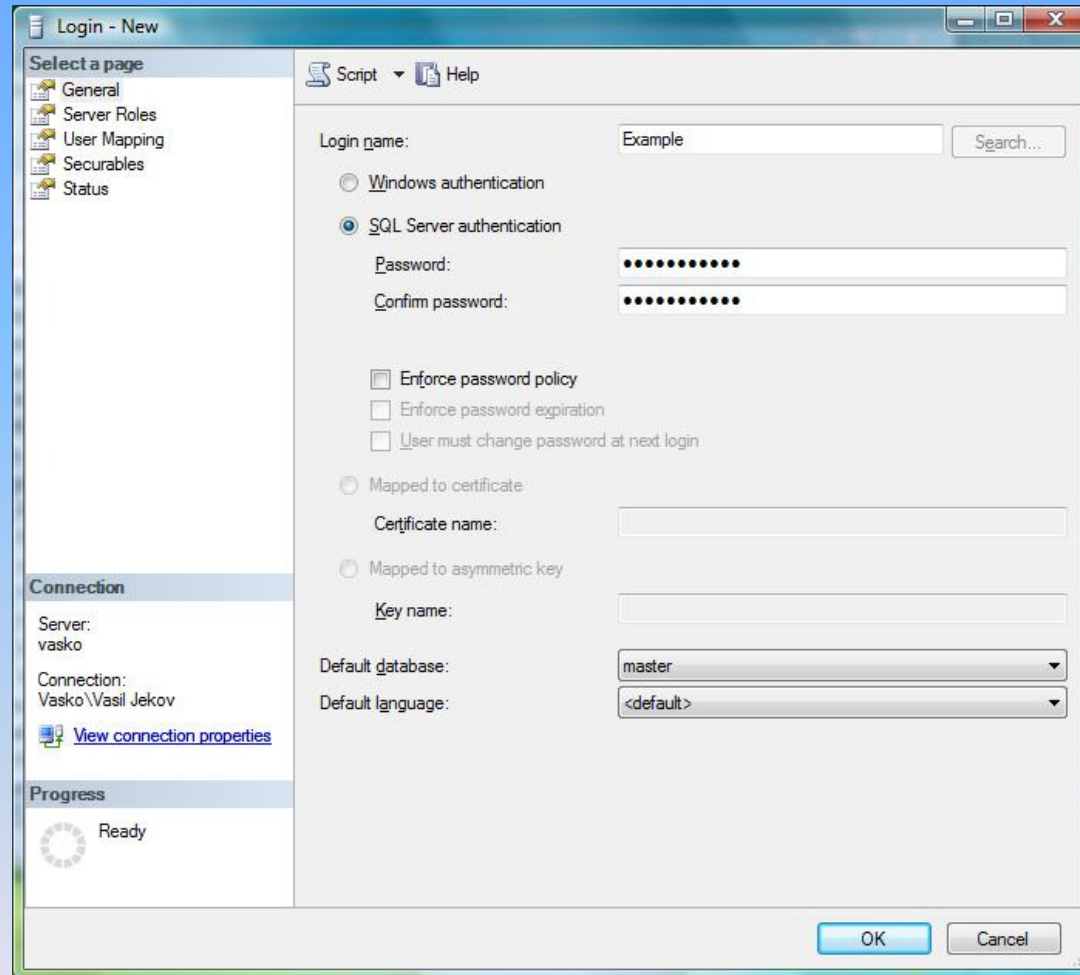 Login - New
Select a page
General
Server Roles
User Mapping
Securables
Status
Script
Help
Login name:
Example
Search...
Windows authentication
SQL Server authentication
Password:
●●●●●●●●●●●
Confirm password:
●●●●●●●●●●●
Enforce password policy
Enforce password expiration
User must change password at next login
Mapped to certificate
Certificate name:
Mapped to asymmetric key
Key name:
Default database:
master
Default language:
<default>
Connection
Server:
vasko
Connection:
Vasko\Vasil Jekov
View connection properties
Progress
Ready
OK
Cancel